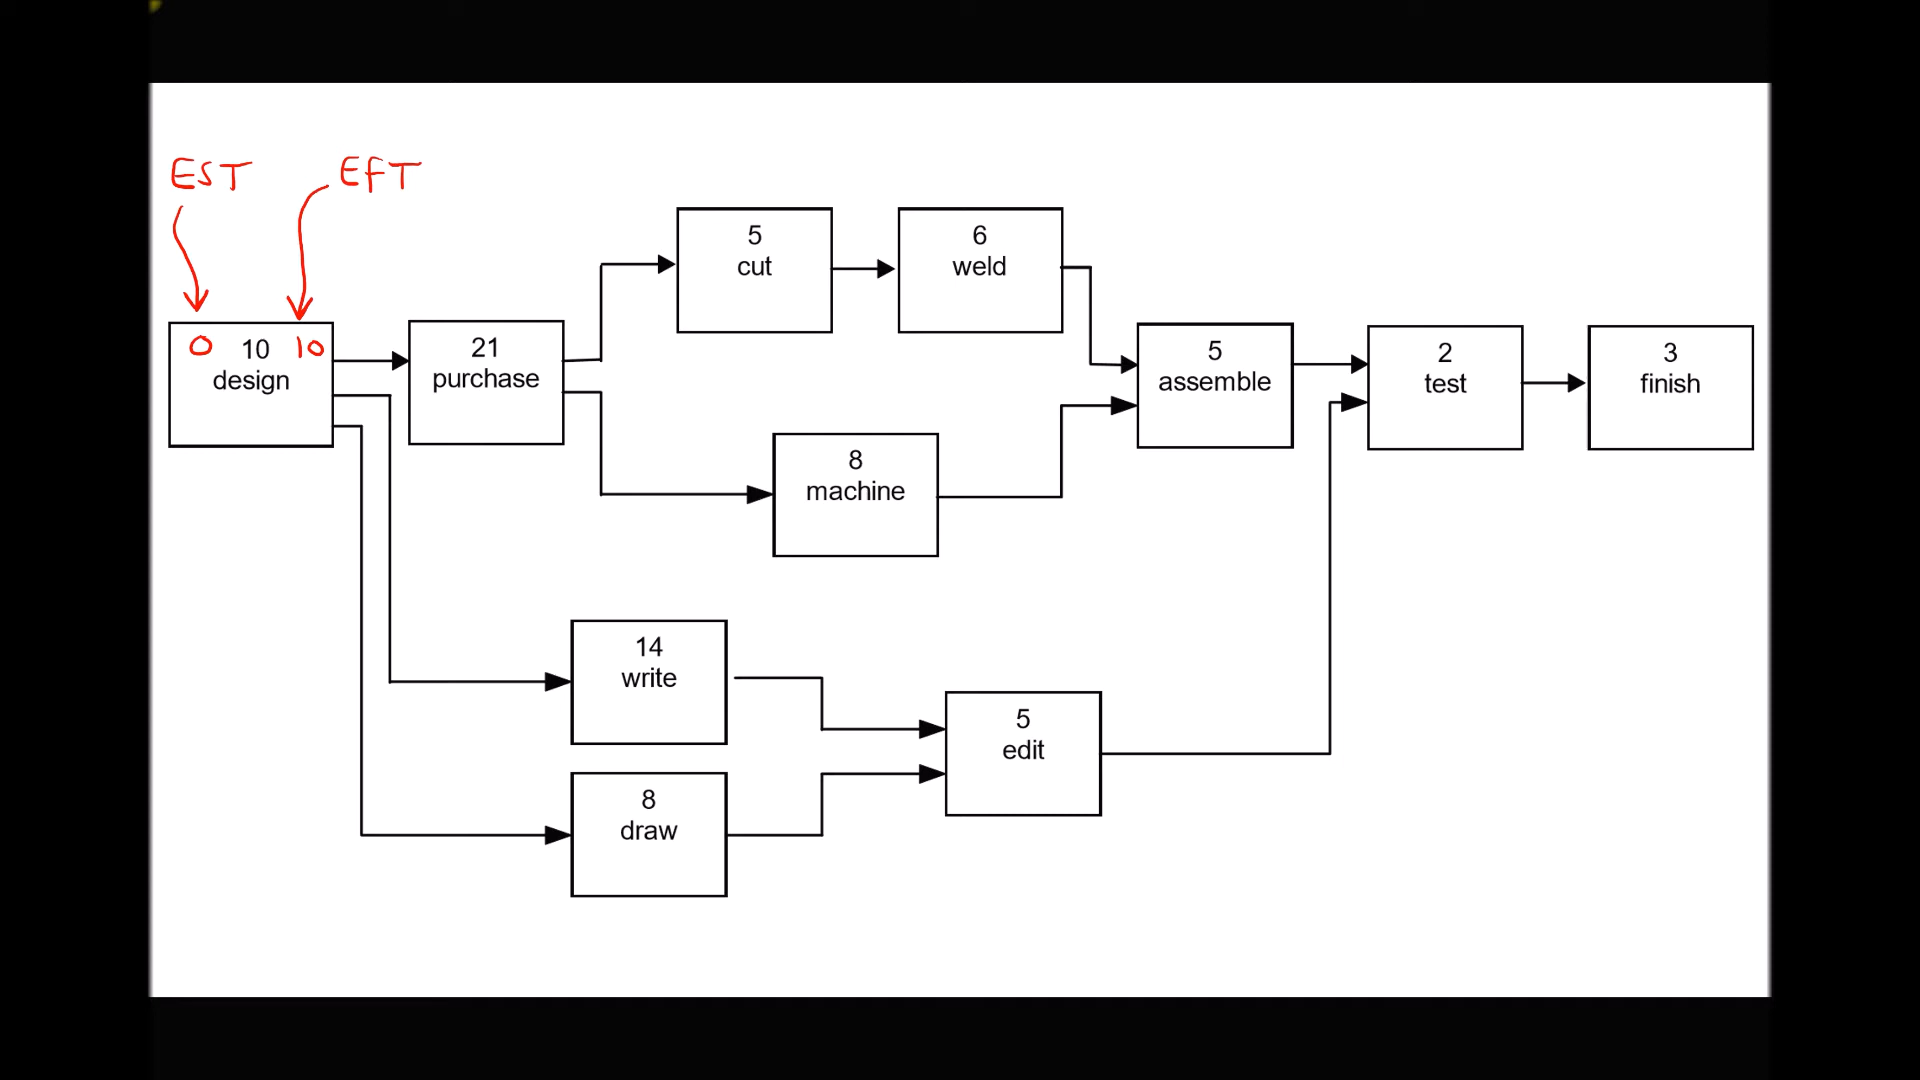 EST
EFT
5
cut
6
weld
0 10 10
design
21
purchase
5
assemble
2
test
3
finish
8
machine
14
write
5
edit
8
draw